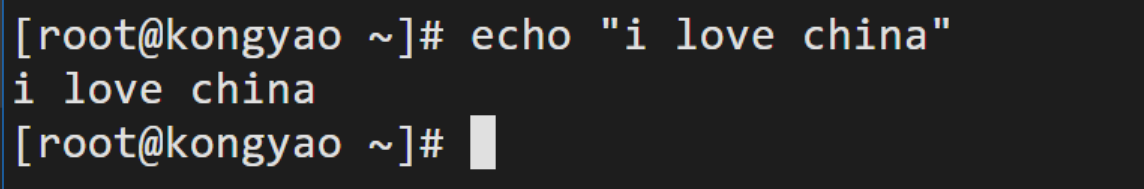 [root@kongyao ~]# echo "i love china"
i love china
[root@kongyao ~]#